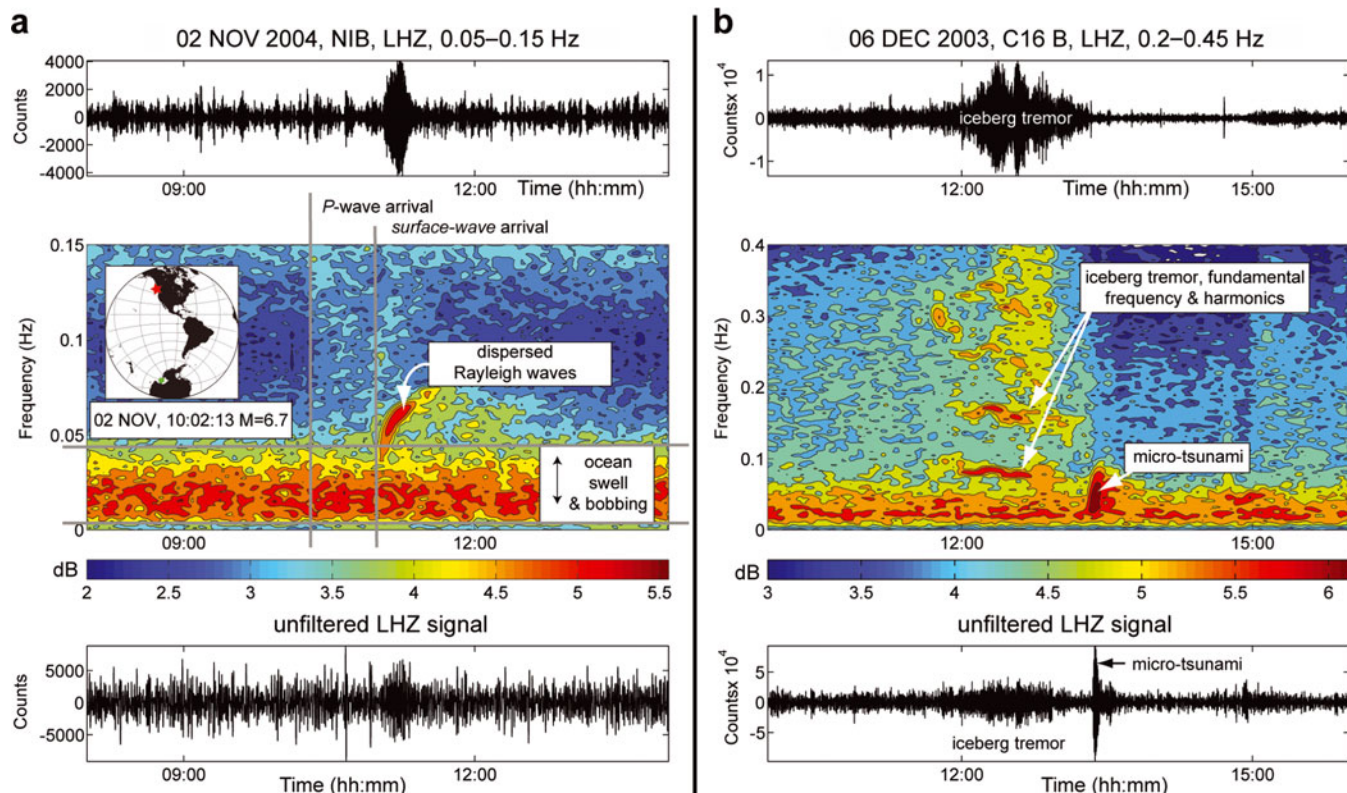 a
02 NOV 2004, NIB, LHZ, 0.05–0.15 Hz
Counts
4000
2000
0
-2000
-4000
09:00
12:00
Time (hh:mm)
P-wave arrival
surface-wave arrival
Frequency (Hz)
0.15
0.1
0.05
0
dispersed
Rayleigh waves
02 NOV, 10:02:13 M=6.7
ocean
swell
& bobbing
09:00
12:00
dB
2
2.5
3
3.5
4
4.5
5
5.5
unfiltered LHZ signal
Counts
5000
0
-5000
09:00
Time (hh:mm)
12:00
b
06 DEC 2003, C16 B, LHZ, 0.2–0.45 Hz
Countsx 10⁴
1
0
-1
iceberg tremor
12:00
Time (hh:mm)
15:00
Frequency (Hz)
0.4
0.3
0.2
0.1
0
iceberg tremor, fundamental
frequency & harmonics
micro-tsunami
12:00
15:00
dB
3
3.5
4
4.5
5
5.5
6
unfiltered LHZ signal
Countsx 10⁴
5
0
-5
micro-tsunami
iceberg tremor
12:00
Time (hh:mm)
15:00